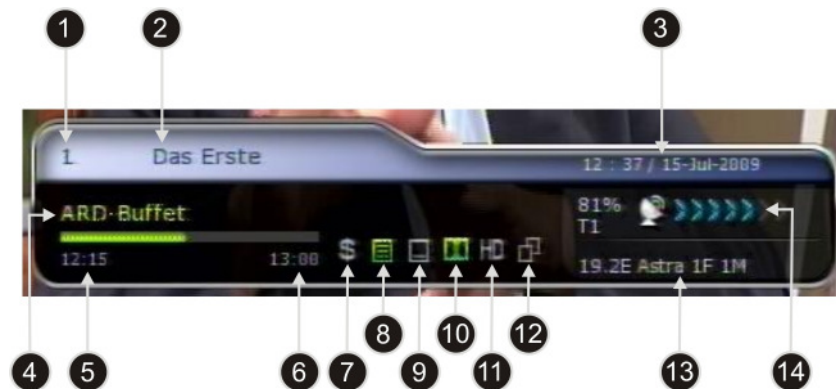 1 2 3
1 Das Erste
12 : 37 / 15-Jul-2009
ARD-Buffet
81%
T1
12:15 13:00
$ HD
19.2E Astra 1F 1M
7 8 9 10 11 12
4 5 6 13 14